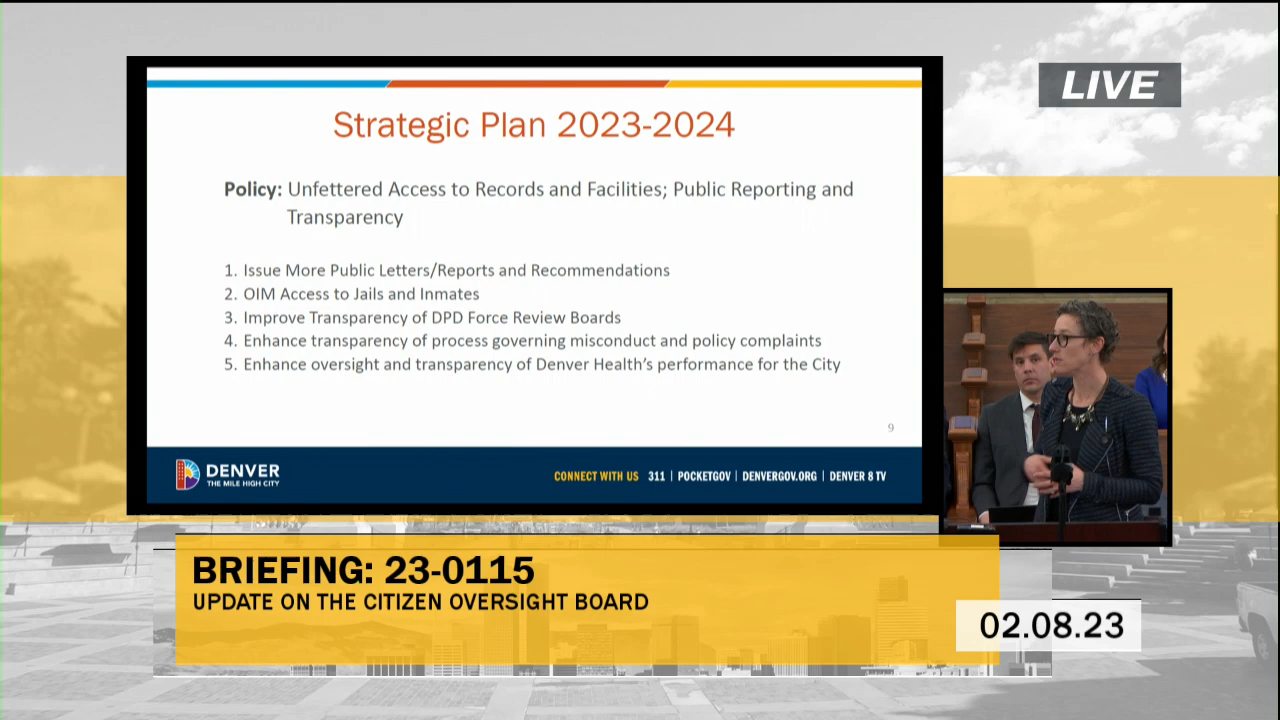 LIVE
Strategic Plan 2023-2024
Policy: Unfettered Access to Records and Facilities; Public Reporting and
Transparency
1. Issue More Public Letters/Reports and Recommendations
2. OIM Access to Jails and Inmates
3. Improve Transparency of DPD Force Review Boards
4. Enhance transparency of process governing misconduct and policy complaints
5. Enhance oversight and transparency of Denver Health's performance for the City
9
DENVER
THE MILE HIGH CITY
CONNECT WITH US 311 | POCKETGOV | DENVERGOV.ORG | DENVER 8 TV
BRIEFING: 23-0115
UPDATE ON THE CITIZEN OVERSIGHT BOARD
02.08.23